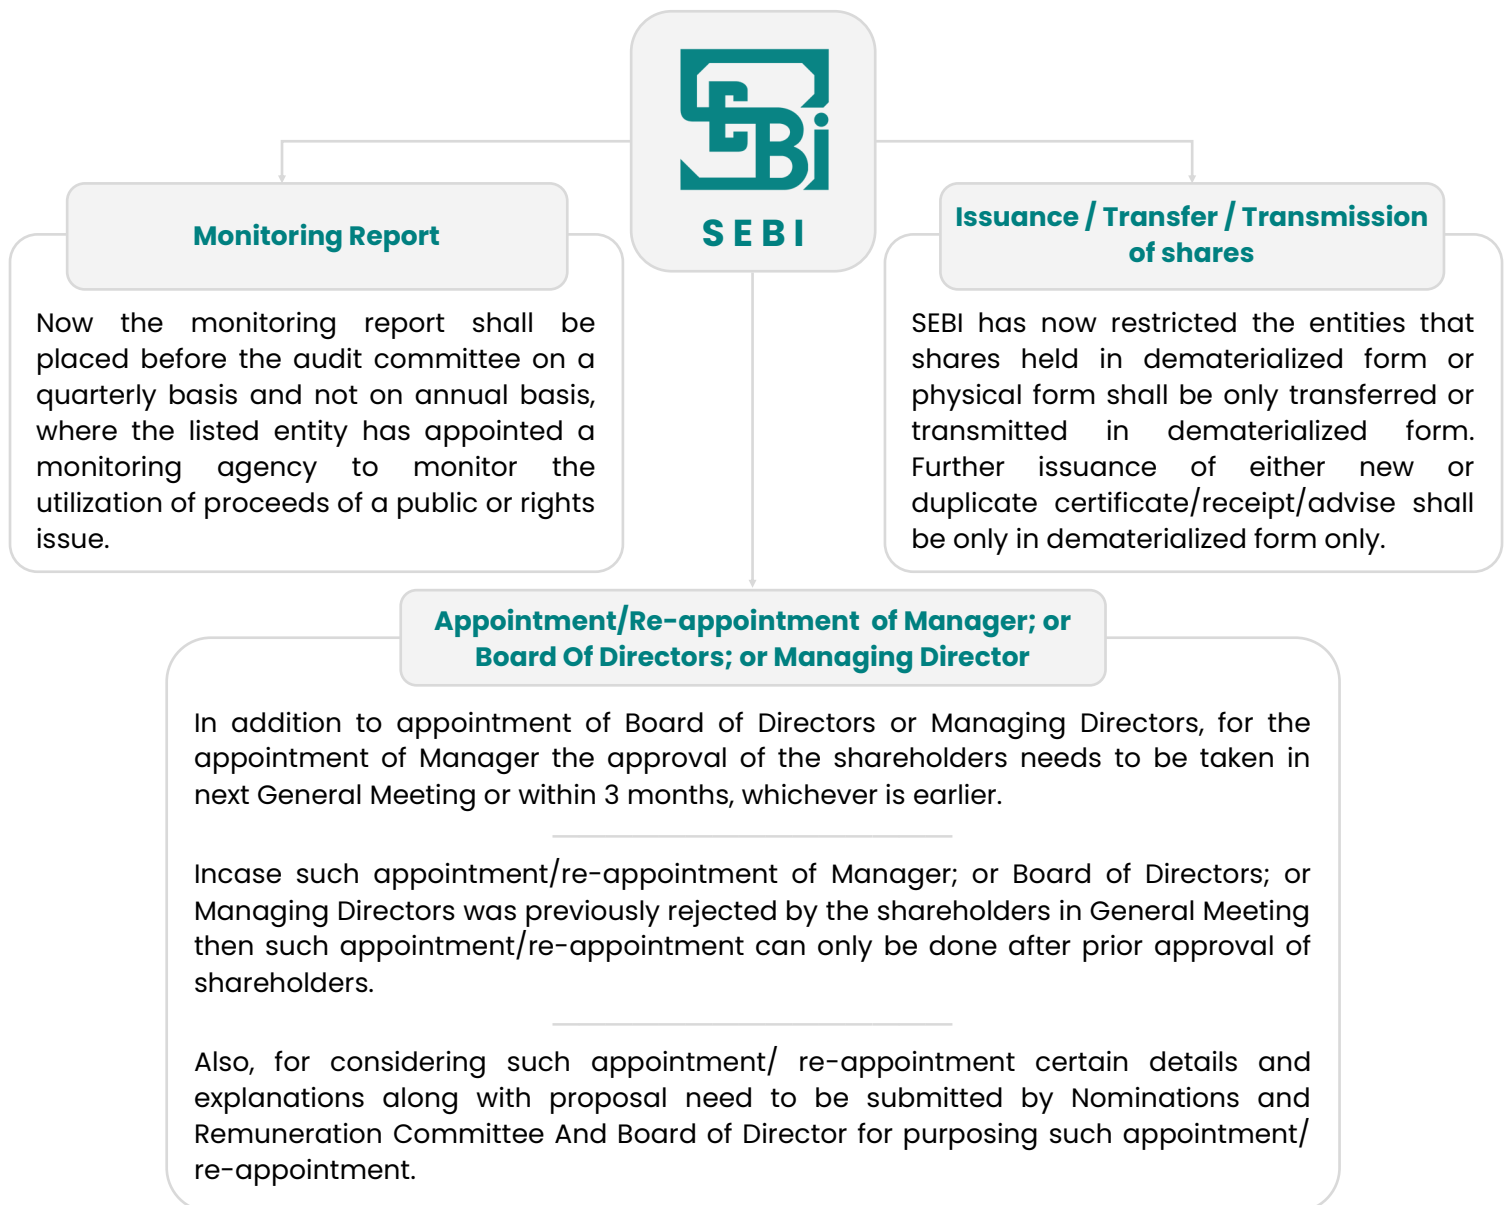 SEBi
SEBI
Monitoring Report
Now the monitoring report shall be
placed before the audit committee on a
quarterly basis and not on annual basis,
where the listed entity has appointed a
monitoring agency to monitor the
utilization of proceeds of a public or rights
issue.
Issuance / Transfer / Transmission
of shares
SEBI has now restricted the entities that
shares held in dematerialized form or
physical form shall be only transferred or
transmitted in dematerialized form.
Further issuance of either new or
duplicate certificate/receipt/advise shall
be only in dematerialized form only.
Appointment/Re-appointment of Manager; or
Board Of Directors; or Managing Director
In addition to appointment of Board of Directors or Managing Directors, for the
appointment of Manager the approval of the shareholders needs to be taken in
next General Meeting or within 3 months, whichever is earlier.
Incase such appointment/re-appointment of Manager; or Board of Directors; or
Managing Directors was previously rejected by the shareholders in General Meeting
then such appointment/re-appointment can only be done after prior approval of
shareholders.
Also, for considering such appointment/ re-appointment certain details and
explanations along with proposal need to be submitted by Nominations and
Remuneration Committee And Board of Director for purposing such appointment/
re-appointment.